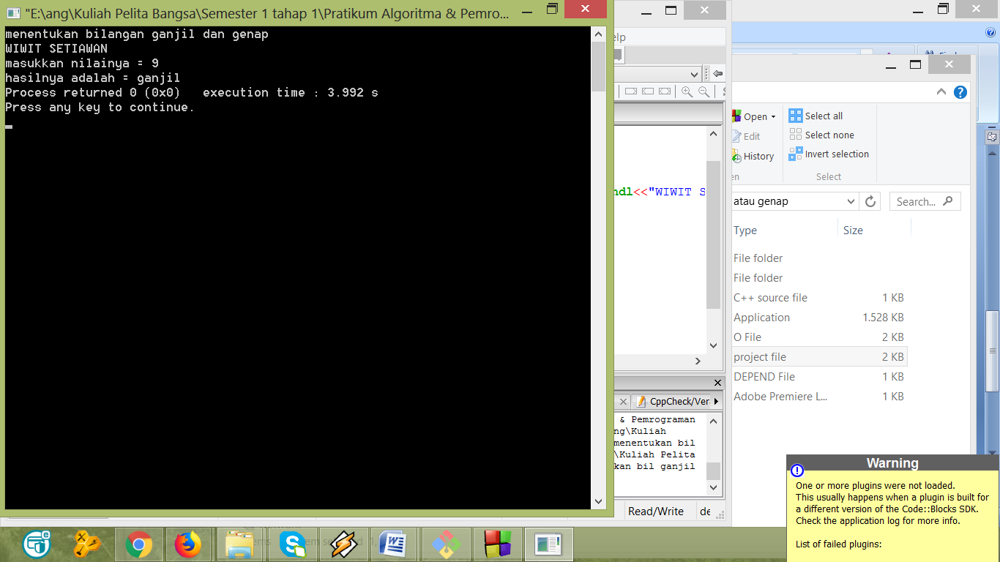 "E:\ang\Kuliah Pelita Bangsa\Semester 1 tahap 1\Pratikum Algoritma & Pemro...
menentukan bilangan ganjil dan genap
WIWIT SETIAWAN
masukkan nilainya = 9
hasilnya adalah = ganjil
Process returned 0 (0x0)   execution time : 3.992 s
Press any key to continue.
elp
ndl<<"WIWIT S
CppCheck/Ver
& Pemrograman
ng\Kuliah
menentukan bil
\Kuliah Pelita
kan bil ganjil
Read/Write
de
Open
Edit
History
en
Select all
Select none
Invert selection
Select
atau genap
Search...
Type Size
File folder
File folder
C++ source file 1 KB
Application 1.528 KB
O File 2 KB
project file 2 KB
DEPEND File 1 KB
Adobe Premiere L... 1 KB
Warning
One or more plugins were not loaded.
This usually happens when a plugin is built for
a different version of the Code::Blocks SDK.
Check the application log for more info.
List of failed plugins: